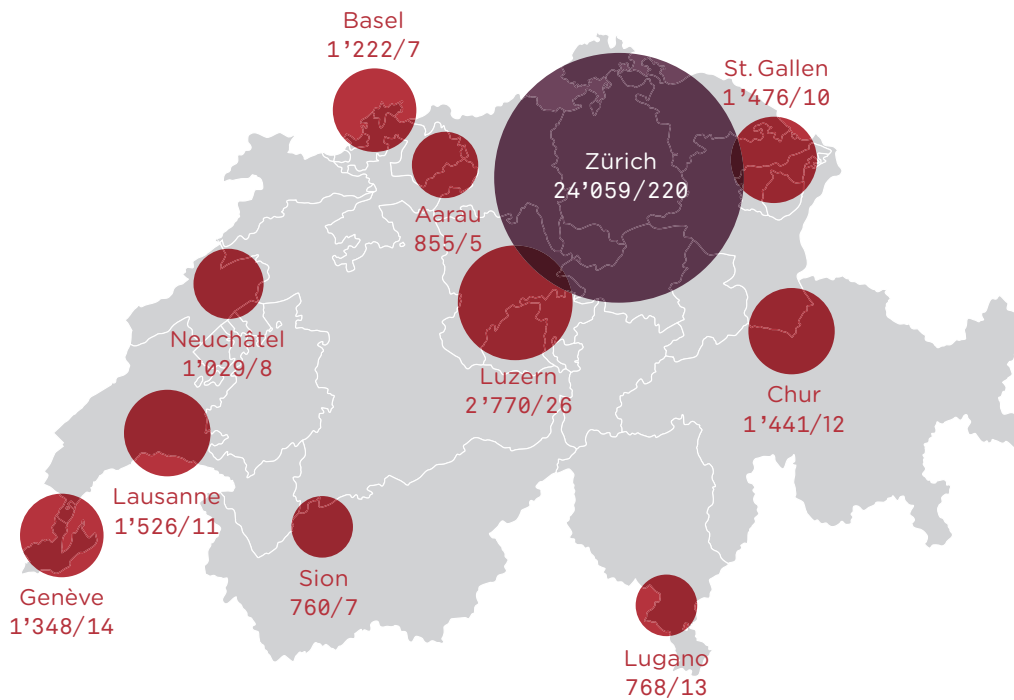 Basel
1’222/7
St. Gallen
1’476/10
Zürich
24’059/220
Aarau
855/5
Neuchâtel
1’029/8
Luzern
2’770/26
Chur
1’441/12
Lausanne
1’526/11
Sion
760/7
Genève
1’348/14
Lugano
768/13